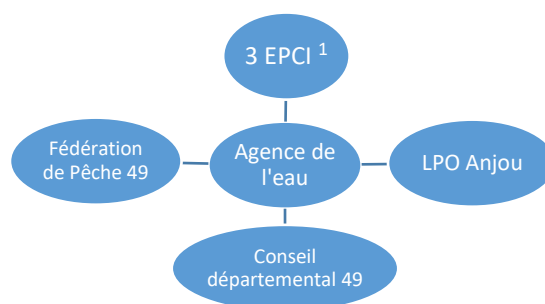 3 EPCI ¹
Fédération
de Pêche 49
Agence de
l'eau
LPO Anjou
Conseil
départemental 49